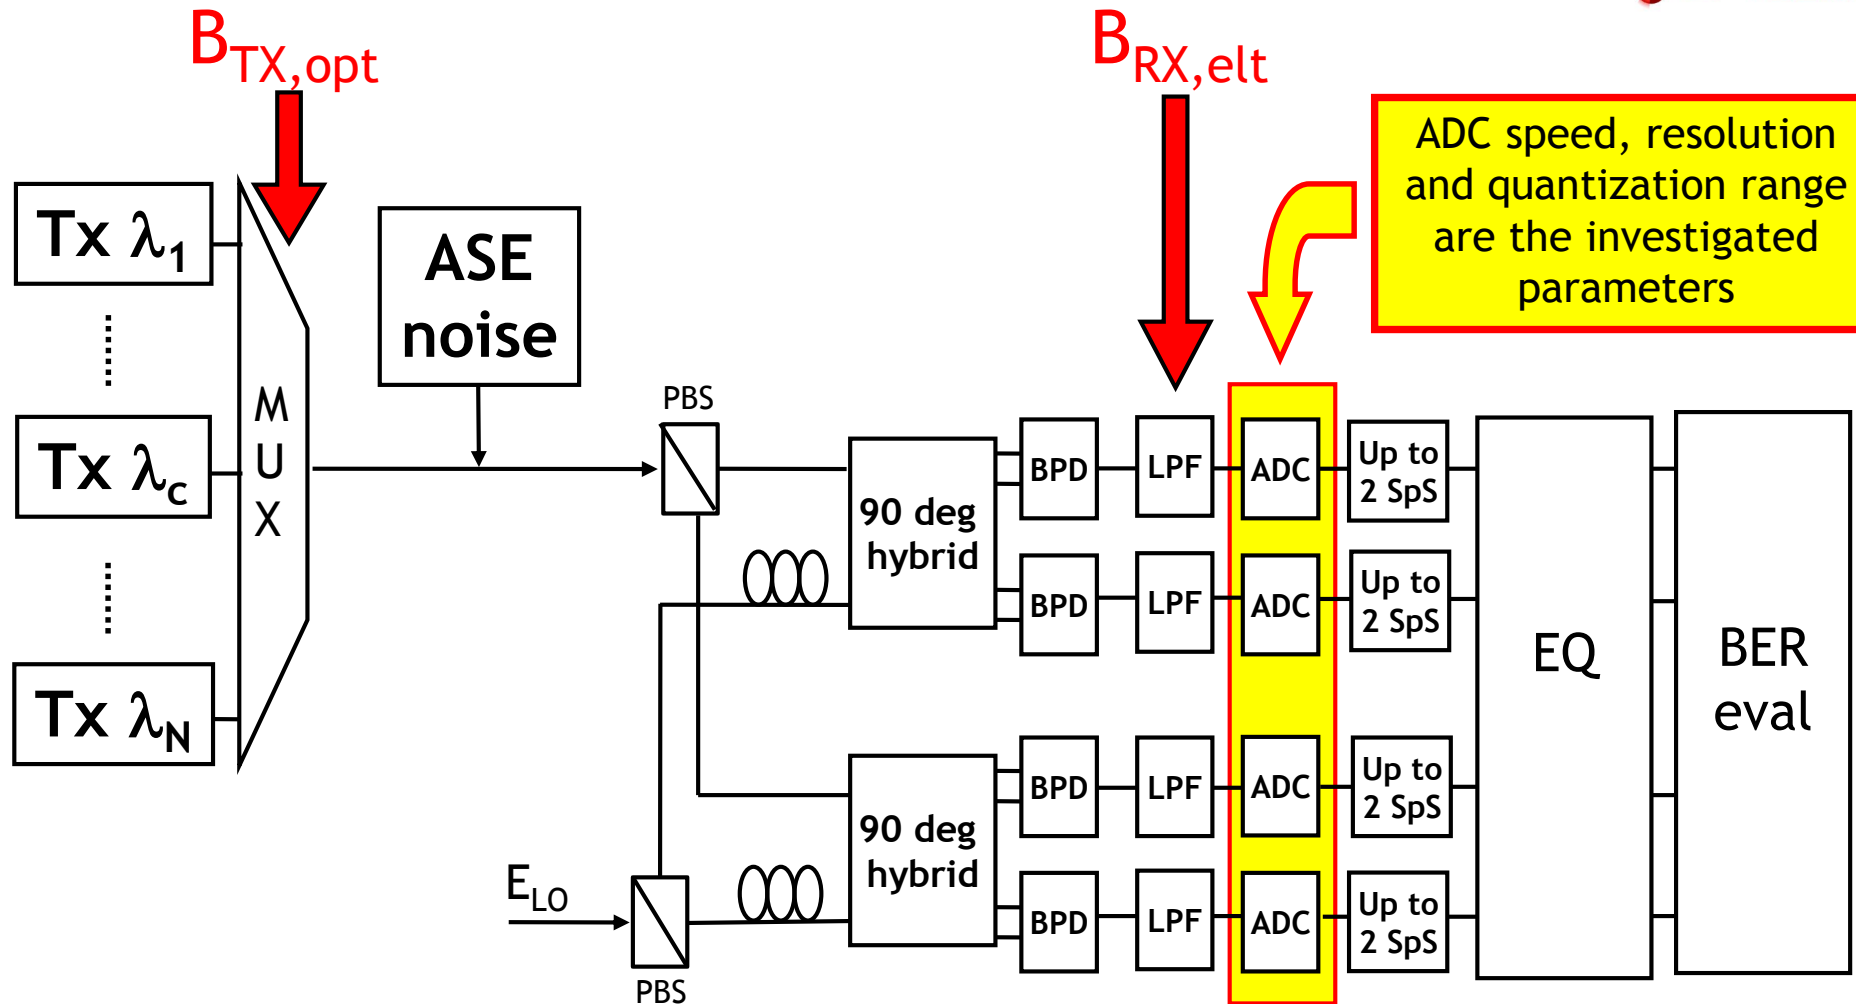 B_TX,opt
B_RX,elt
ADC speed, resolution
and quantization range
are the investigated
parameters
Tx λ1
Tx λc
Tx λN
M
U
X
ASE
noise
PBS
90 deg
hybrid
BPD
LPF
ADC
Up to
2 SpS
BPD
LPF
ADC
Up to
2 SpS
90 deg
hybrid
BPD
LPF
ADC
Up to
2 SpS
BPD
LPF
ADC
Up to
2 SpS
EQ
BER
eval
E_LO
PBS